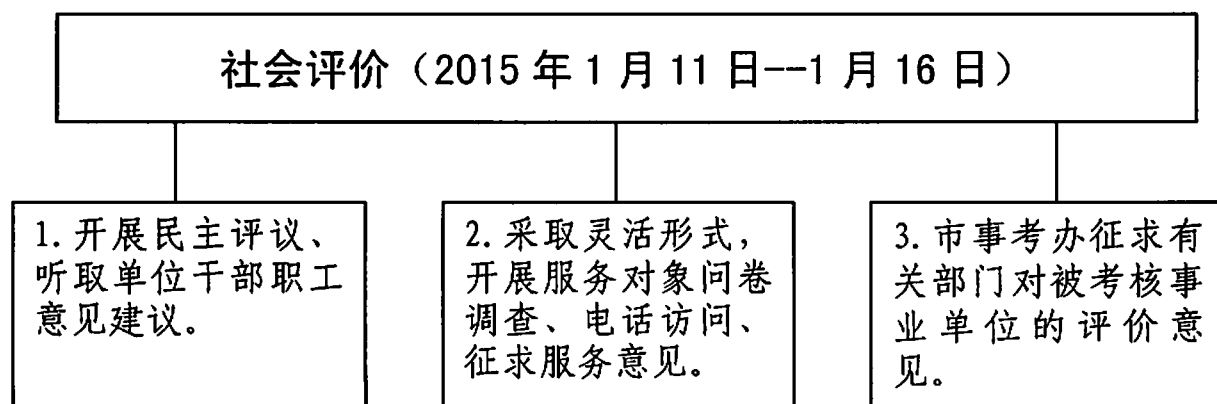 社会评价（2015 年 1 月 11 日--1 月 16 日）
1. 开展民主评议、
听取单位干部职工
意见建议。
2. 采取灵活形式，
开展服务对象问卷
调查、电话访问、
征求服务意见。
3. 市事考办征求有
关部门对被考核事
业单位的评价意
见。